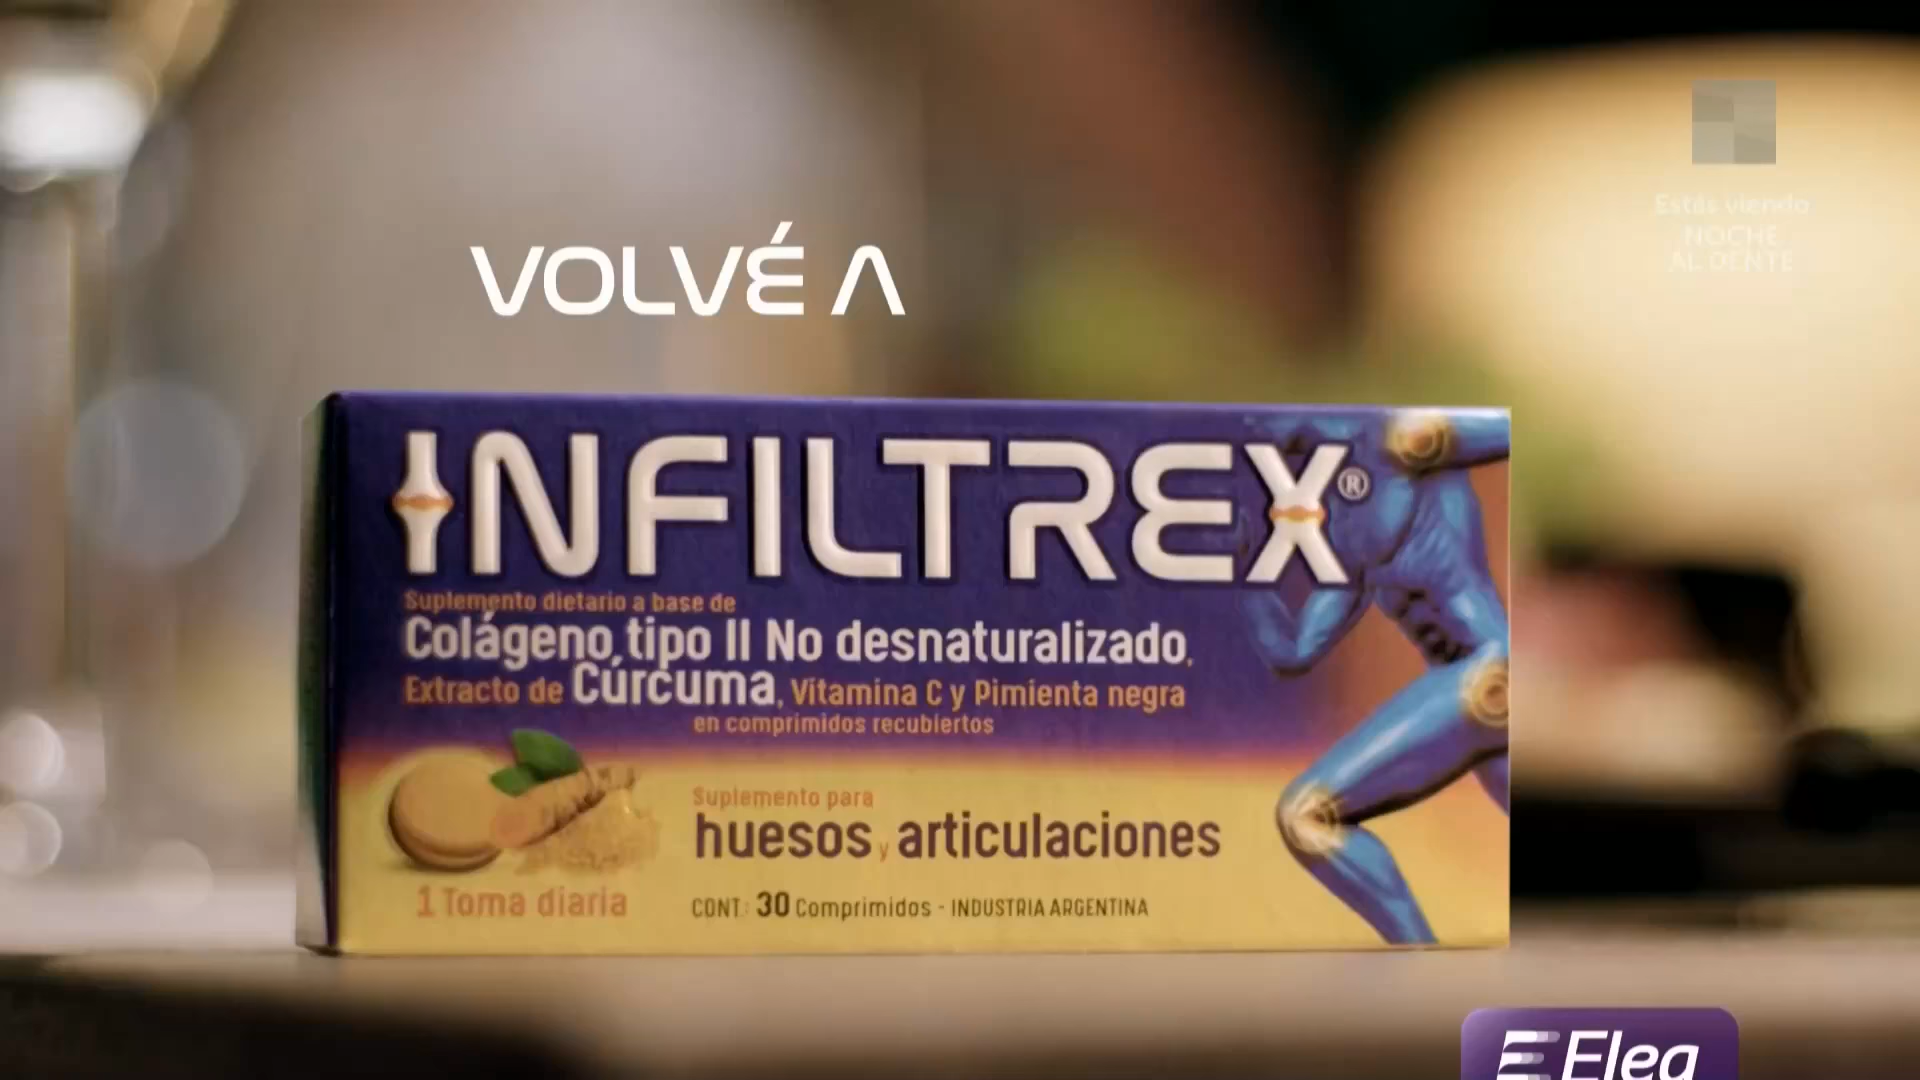 Estás viendo
NOCHE
AL DENTE
VOLVÉ A
INFILTREX®
Suplemento dietario a base de
Colágeno tipo II No desnaturalizado,
Extracto de Cúrcuma, Vitamina C y Pimienta negra
en comprimidos recubiertos
Suplemento para
huesos y articulaciones
1 Toma diaria
CONT.: 30 Comprimidos - INDUSTRIA ARGENTINA
Elea